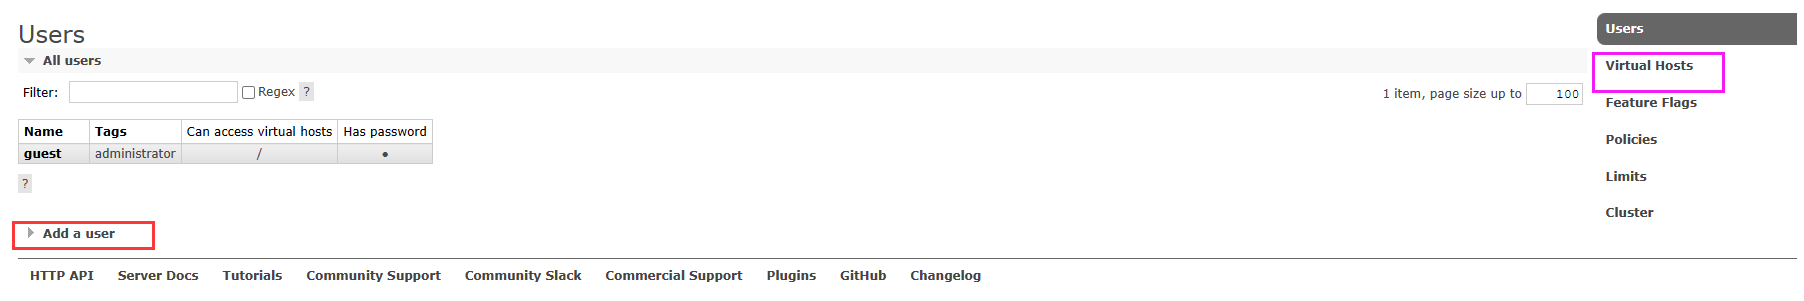 Users
All users
Filter: Regex ? 1 item, page size up to 100
Name Tags Can access virtual hosts Has password
guest administrator / ●
?
Add a user
HTTP API Server Docs Tutorials Community Support Community Slack Commercial Support Plugins GitHub Changelog
Users
Virtual Hosts
Feature Flags
Policies
Limits
Cluster